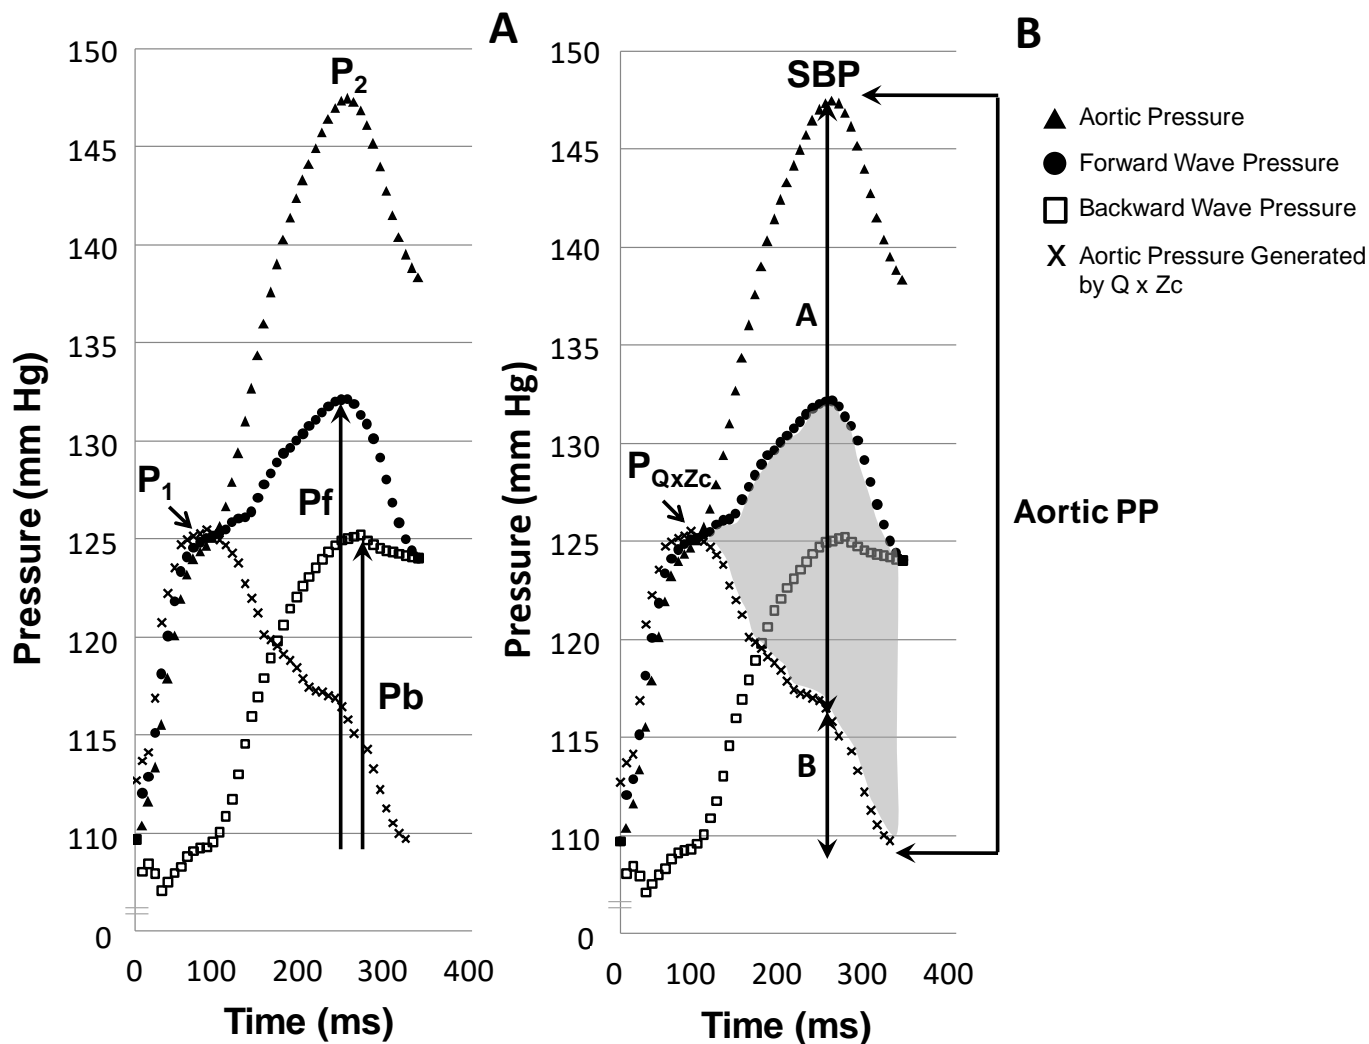 A
150
145
140
135
130
125
120
115
110
0
0 100 200 300 400
Time (ms)
Pressure (mm Hg)
P2
P1
Pf
Pb
B
150
145
140
135
130
125
120
115
110
0
0 100 200 300 400
Time (ms)
Pressure (mm Hg)
SBP
PQxZc
A
B
Aortic PP
Aortic Pressure
Forward Wave Pressure
Backward Wave Pressure
X Aortic Pressure Generated
by Q x Zc